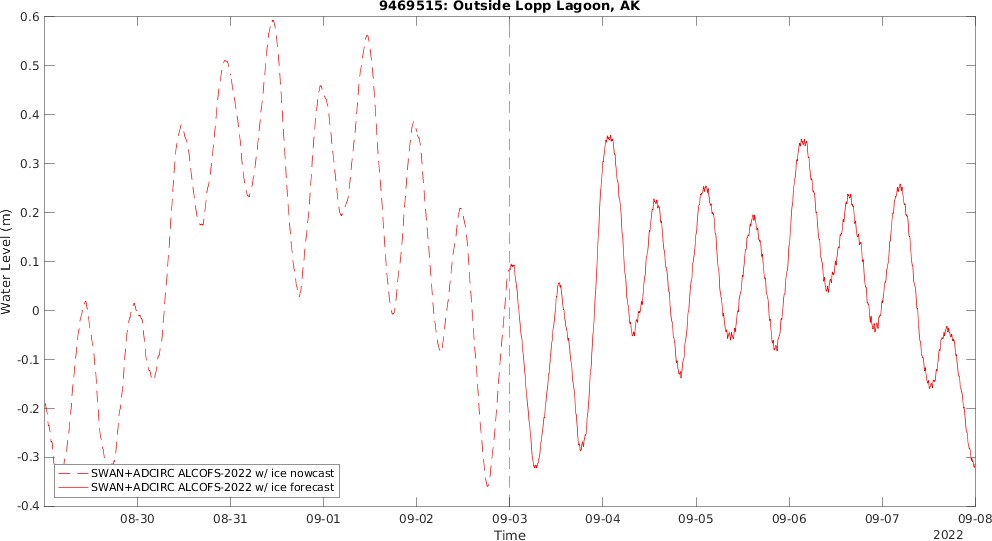 9469515: Outside Lopp Lagoon, AK
0.6
0.5
0.4
0.3
0.2
0.1
0
-0.1
-0.2
-0.3
-0.4
Water Level (m)
SWAN+ADCIRC ALCOFS-2022 w/ ice nowcast
SWAN+ADCIRC ALCOFS-2022 w/ ice forecast
08-30 08-31 09-01 09-02 09-03 09-04 09-05 09-06 09-07 09-08
Time
2022